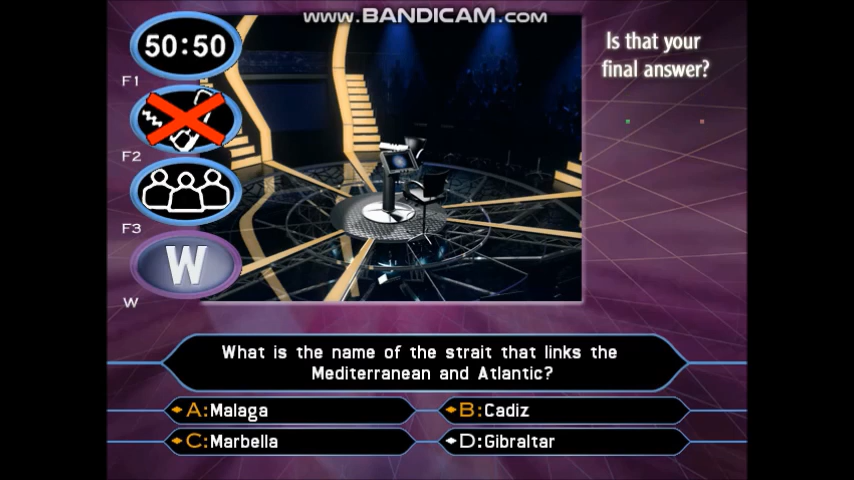 www.BANDICAM.com
50:50
Is that your
final answer?
F1
F2
F3
W
W
What is the name of the strait that links the
Mediterranean and Atlantic?
A:Malaga
B:Cadiz
C:Marbella
D:Gibraltar